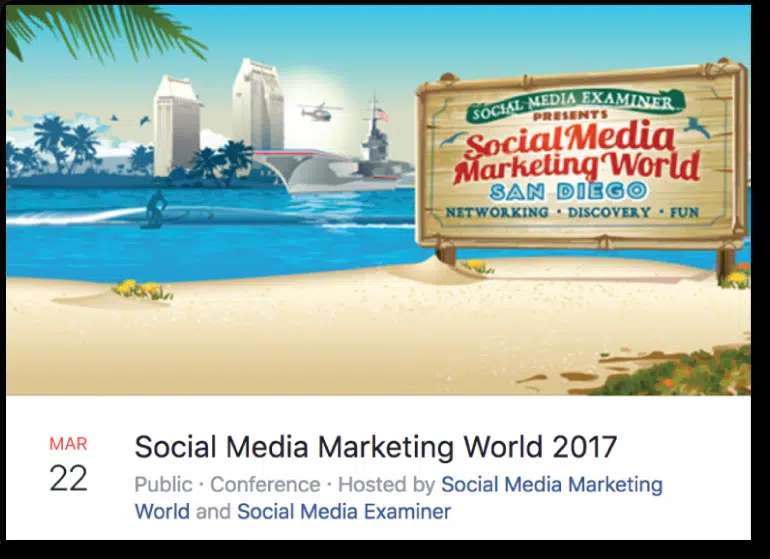 SOCIAL MEDIA EXAMINER
PRESENTS
Social Media
Marketing World
SAN DIEGO
NETWORKING • DISCOVERY • FUN
MAR
22
Social Media Marketing World 2017
Public · Conference · Hosted by Social Media Marketing
World and Social Media Examiner